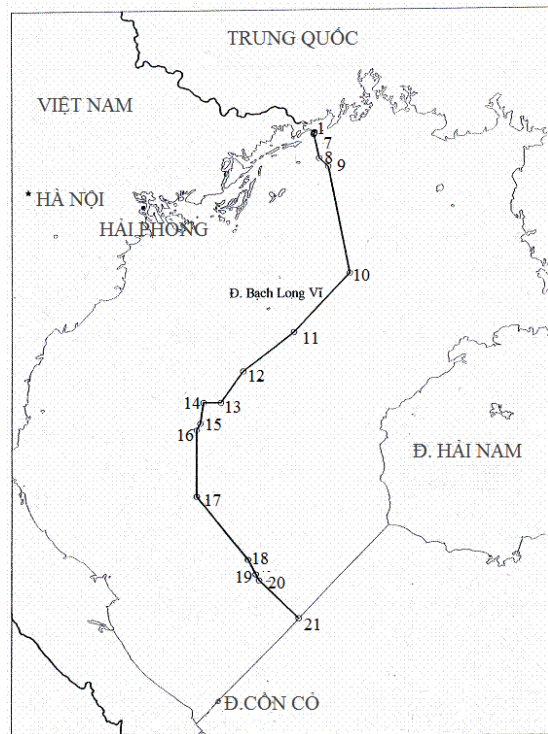 TRUNG QUỐC
VIỆT NAM
1
7
8
9
* HÀ NỘI
HẢI PHÒNG
10
Đ. Bạch Long Vĩ
11
12
14
13
15
16
Đ. HẢI NAM
17
18
19
20
21
Đ.CỒN CỎ